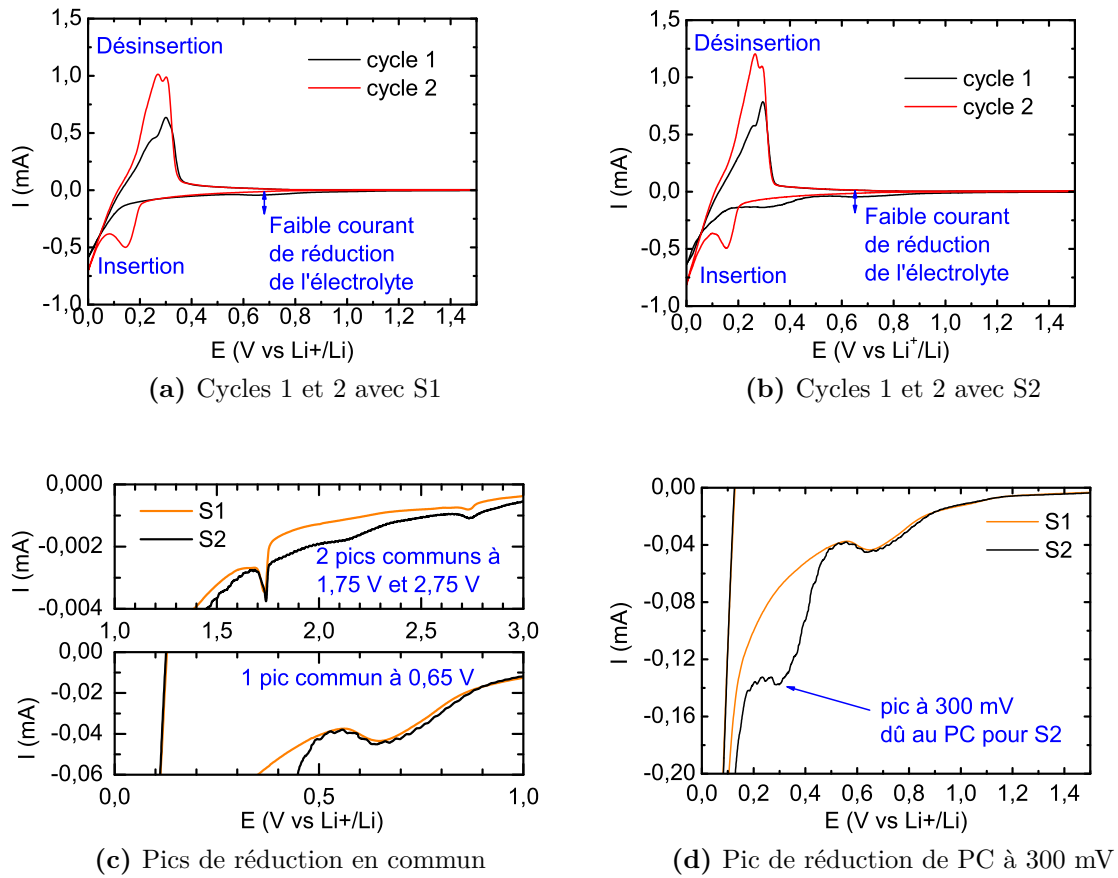 1,5
1,0
0,5
0,0
-0,5
-1,0
I (mA)
Désinsertion
cycle 1
cycle 2
Faible courant
de réduction
de l'électrolyte
Insertion
0,0 0,2 0,4 0,6 0,8 1,0 1,2 1,4
E (V vs Li+/Li)
(a) Cycles 1 et 2 avec S1
1,5
1,0
0,5
0,0
-0,5
-1,0
I (mA)
Désinsertion
cycle 1
cycle 2
Faible courant
de réduction
de l'électrolyte
Insertion
0,0 0,2 0,4 0,6 0,8 1,0 1,2 1,4
E (V vs Li⁺/Li)
(b) Cycles 1 et 2 avec S2
0,000
-0,002
-0,004
I (mA)
S1
S2
2 pics communs à
1,75 V et 2,75 V
1,0 1,5 2,0 2,5 3,0
0,00
-0,02
-0,04
-0,06
I (mA)
1 pic commun à 0,65 V
0,5 1,0
E (V vs Li+/Li)
(c) Pics de réduction en commun
0,00
-0,04
-0,08
-0,12
-0,16
-0,20
I (mA)
S1
S2
pic à 300 mV
dû au PC pour S2
0,0 0,2 0,4 0,6 0,8 1,0 1,2 1,4
E (V vs Li+/Li)
(d) Pic de réduction de PC à 300 mV